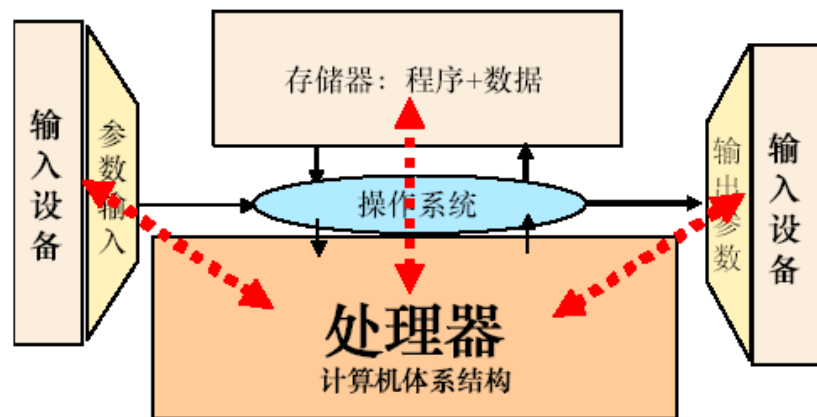 存储器：程序+数据
输入设备
参数输入
操作系统
输出参数
输入设备
处理器
计算机体系结构